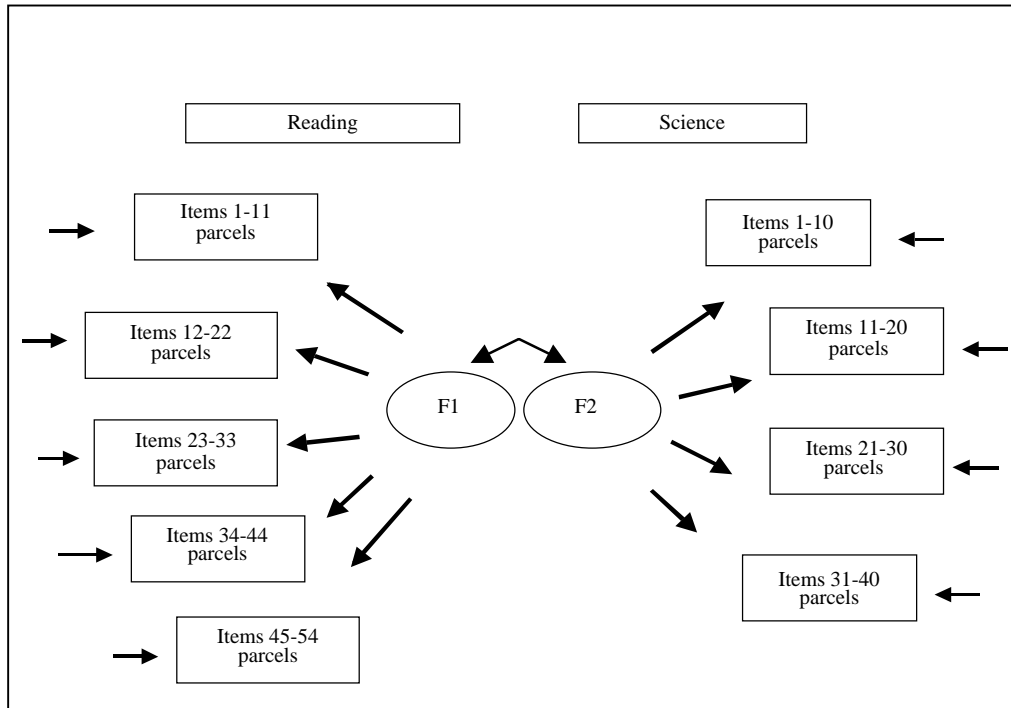 Reading
Science
Items 1-11
parcels
Items 12-22
parcels
Items 23-33
parcels
Items 34-44
parcels
Items 45-54
parcels
F1
F2
Items 1-10
parcels
Items 11-20
parcels
Items 21-30
parcels
Items 31-40
parcels